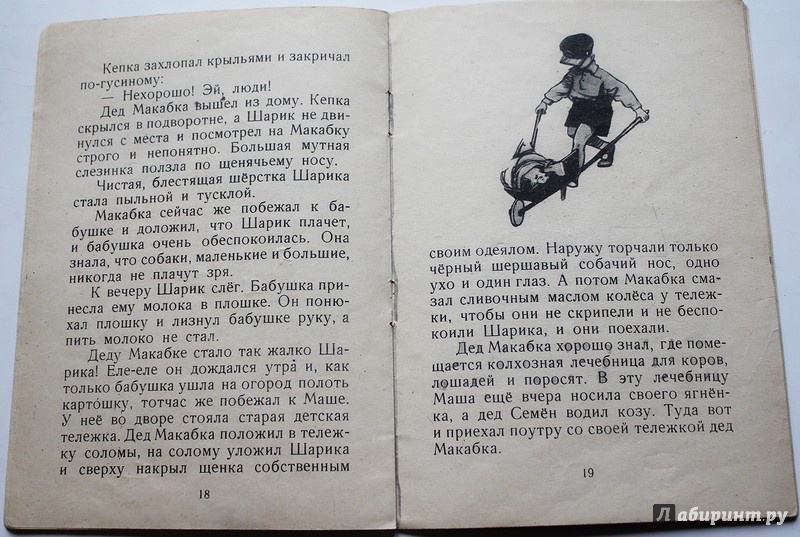 Кепка захлопал крыльями и закричал
по-гусиному:
— Нехорошо! Эй, люди!
Дед Макабка вышел из дому. Кепка
скрылся в подворотне, а Шарик не дви-
нулся с места и посмотрел на Макабку
строго и непонятно. Большая мутная
слезинка ползла по щенячьему носу.
Чистая, блестящая шёрстка Шарика
стала пыльной и тусклой.
Макабка сейчас же побежал к ба-
бушке и доложил, что Шарик плачет,
и бабушка очень обеспокоилась. Она
знала, что собаки, маленькие и большие,
никогда не плачут зря.
К вечеру Шарик слёг. Бабушка при-
несла ему молока в плошке. Он поню-
хал плошку и лизнул бабушке руку, а
пить молоко не стал.
Деду Макабке стало так жалко Ша-
рика! Еле-еле он дождался утра и, как
только бабушка ушла на огород полоть
картошку, тотчас же побежал к Маше.
У неё во дворе стояла старая детская
тележка. Дед Макабка положил в тележ-
ку соломы, на солому уложил Шарика
и сверху накрыл щенка собственным
18
своим одеялом. Наружу торчали только
чёрный шершавый собачий нос, одно
ухо и один глаз. А потом Макабка сма-
зал сливочным маслом колёса у тележ-
ки, чтобы они не скрипели и не беспо-
коили Шарика, и они поехали.
Дед Макабка хорошо знал, где поме-
щается колхозная лечебница для коров,
лошадей и поросят. В эту лечебницу
Маша ещё вчера носила своего ягнён-
ка, а дед Семён водил козу. Туда вот
и приехал поутру со своей тележкой дед
Макабка.
19
Л Лабиринт.ру